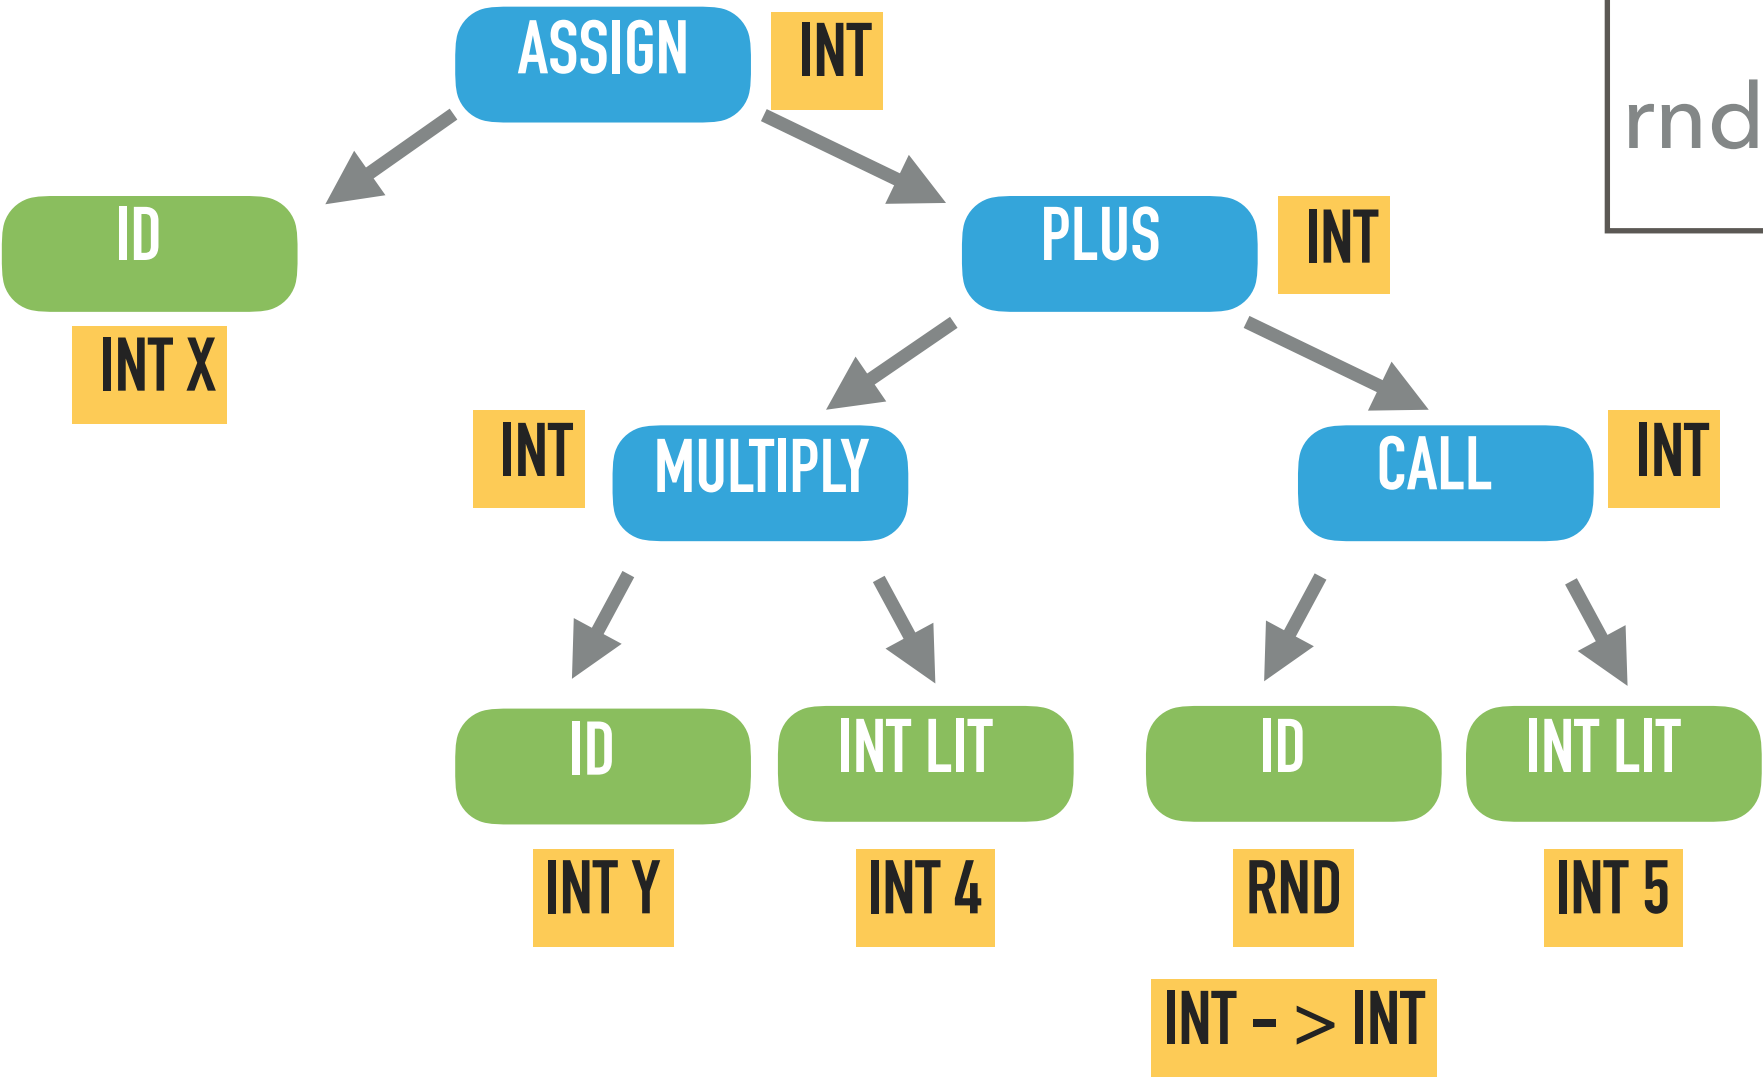 ASSIGN
INT
rnd
ID
PLUS
INT
INT X
INT
MULTIPLY
CALL
INT
ID
INT LIT
ID
INT LIT
INT Y
INT 4
RND
INT 5
INT - > INT